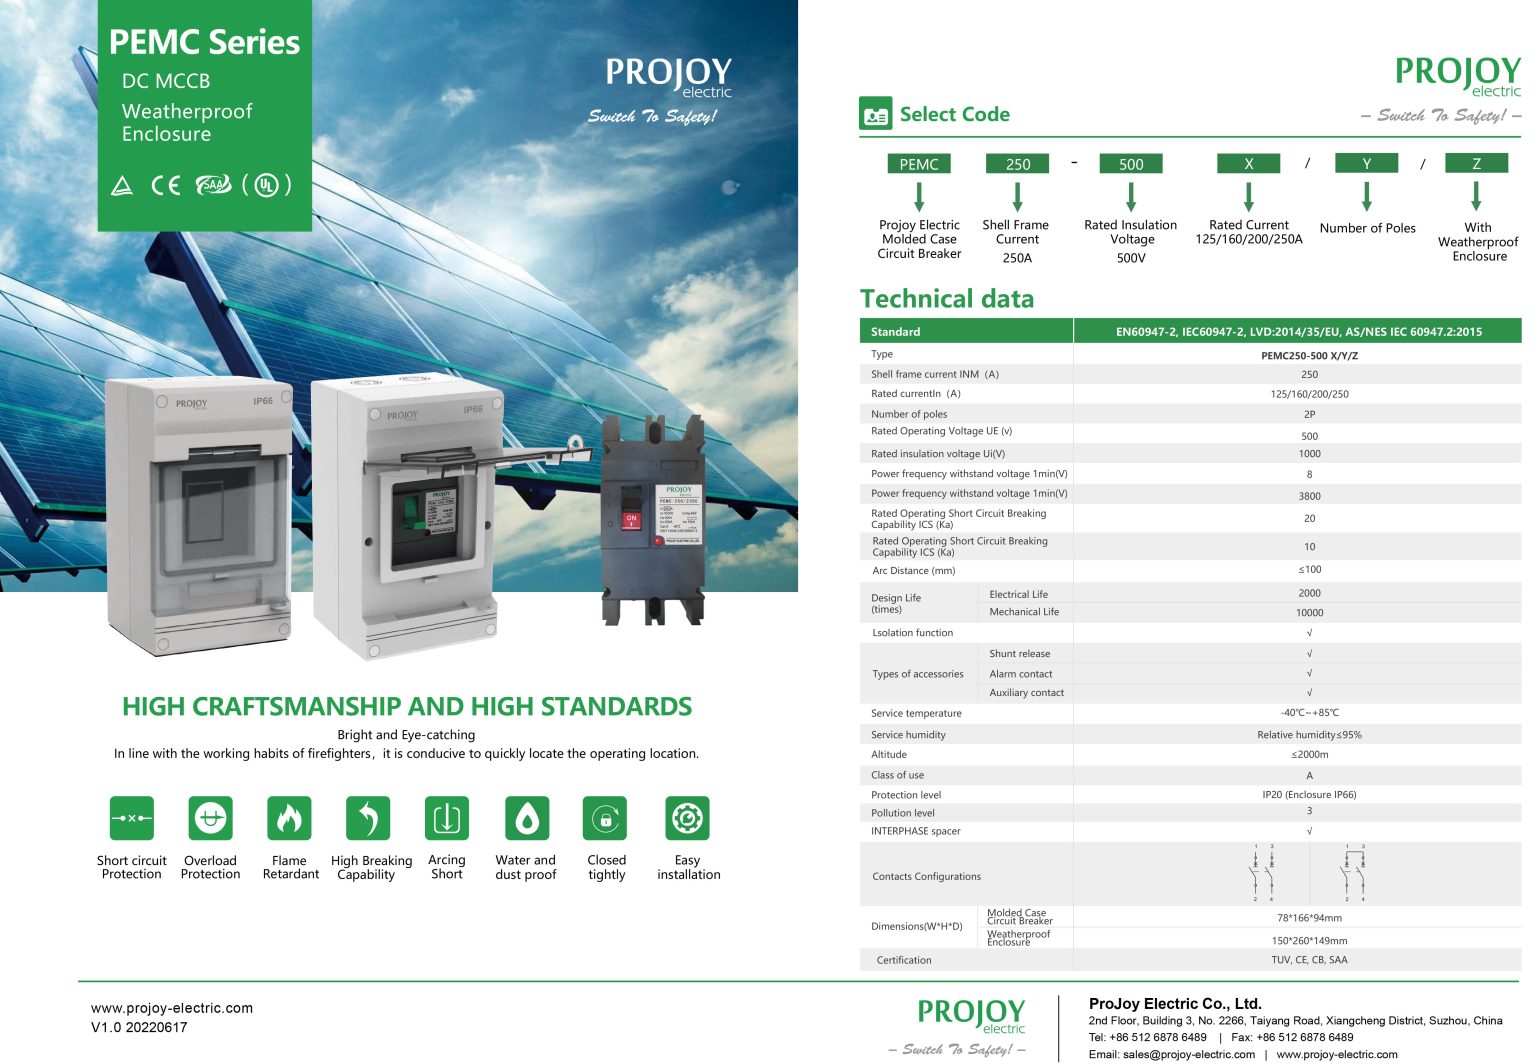 PEMC Series
DC MCCB
Weatherproof
Enclosure
CE SAA (UL)
PROJOY
electric
Switch To Safety!
PROJOY
IP66
PROJOY
IP66
PROJOY
PROJOY
PEMC-250/2300
ON
HIGH CRAFTSMANSHIP AND HIGH STANDARDS
Bright and Eye-catching
In line with the working habits of firefighters, it is conducive to quickly locate the operating location.
Short circuit
Protection
Overload
Protection
Flame
Retardant
High Breaking
Capability
Arcing
Short
Water and
dust proof
Closed
tightly
Easy
installation
www.projoy-electric.com
V1.0 20220617
PROJOY
electric
– Switch To Safety! –
Select Code
PEMC 250 - 500 X / Y / Z
Projoy Electric
Molded Case
Circuit Breaker
Shell Frame
Current
250A
Rated Insulation
Voltage
500V
Rated Current
125/160/200/250A
Number of Poles
With
Weatherproof
Enclosure
Technical data
Standard EN60947-2, IEC60947-2, LVD:2014/35/EU, AS/NES IEC 60947.2:2015
Type PEMC250-500 X/Y/Z
Shell frame current INM (A) 250
Rated currentIn (A) 125/160/200/250
Number of poles 2P
Rated Operating Voltage UE (v) 500
Rated insulation voltage Ui(V) 1000
Power frequency withstand voltage 1min(V) 8
Power frequency withstand voltage 1min(V) 3800
Rated Operating Short Circuit Breaking
Capability ICS (Ka) 20
Rated Operating Short Circuit Breaking
Capability ICS (Ka) 10
Arc Distance (mm) ≤100
Design Life
(times)
Electrical Life 2000
Mechanical Life 10000
Lsolation function √
Types of accessories
Shunt release √
Alarm contact √
Auxiliary contact √
Service temperature -40℃~+85℃
Service humidity Relative humidity≤95%
Altitude ≤2000m
Class of use A
Protection level IP20 (Enclosure IP66)
Pollution level 3
INTERPHASE spacer √
Contacts Configurations
1 3 1 3
2 4 2 4
Dimensions(W*H*D)
Molded Case
Circuit Breaker 78*166*94mm
Weatherproof
Enclosure 150*260*149mm
Certification TUV, CE, CB, SAA
PROJOY
electric
– Switch To Safety! –
ProJoy Electric Co., Ltd.
2nd Floor, Building 3, No. 2266, Taiyang Road, Xiangcheng District, Suzhou, China
Tel: +86 512 6878 6489 | Fax: +86 512 6878 6489
Email: sales@projoy-electric.com | www.projoy-electric.com